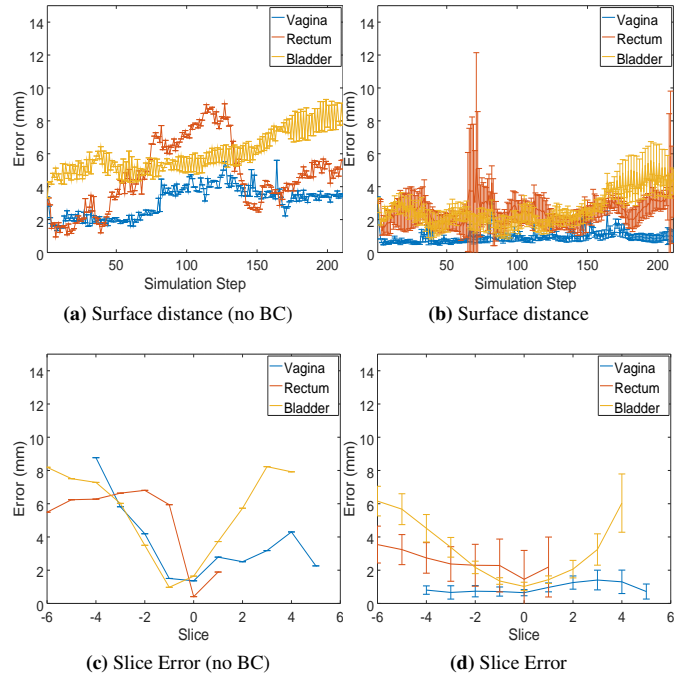 14
12
10
8
6
4
2
0
Error (mm)
Vagina
Rectum
Bladder
50 100 150 200
Simulation Step
(a) Surface distance (no BC)
14
12
10
8
6
4
2
0
Error (mm)
Vagina
Rectum
Bladder
50 100 150 200
Simulation Step
(b) Surface distance
14
12
10
8
6
4
2
0
Error (mm)
Vagina
Rectum
Bladder
-6 -4 -2 0 2 4 6
Slice
(c) Slice Error (no BC)
14
12
10
8
6
4
2
0
Error (mm)
Vagina
Rectum
Bladder
-6 -4 -2 0 2 4 6
Slice
(d) Slice Error